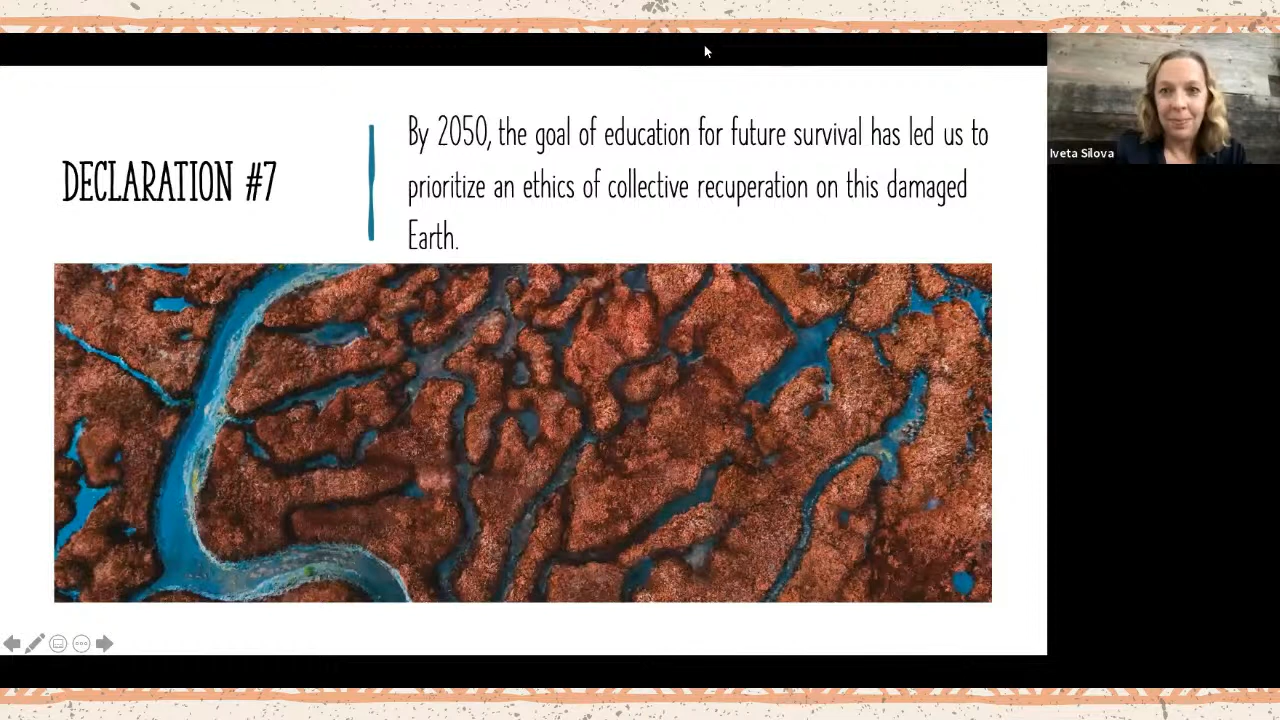 DECLARATION #7
By 2050, the goal of education for future survival has led us to
prioritize an ethics of collective recuperation on this damaged
Earth.
Iveta Silova